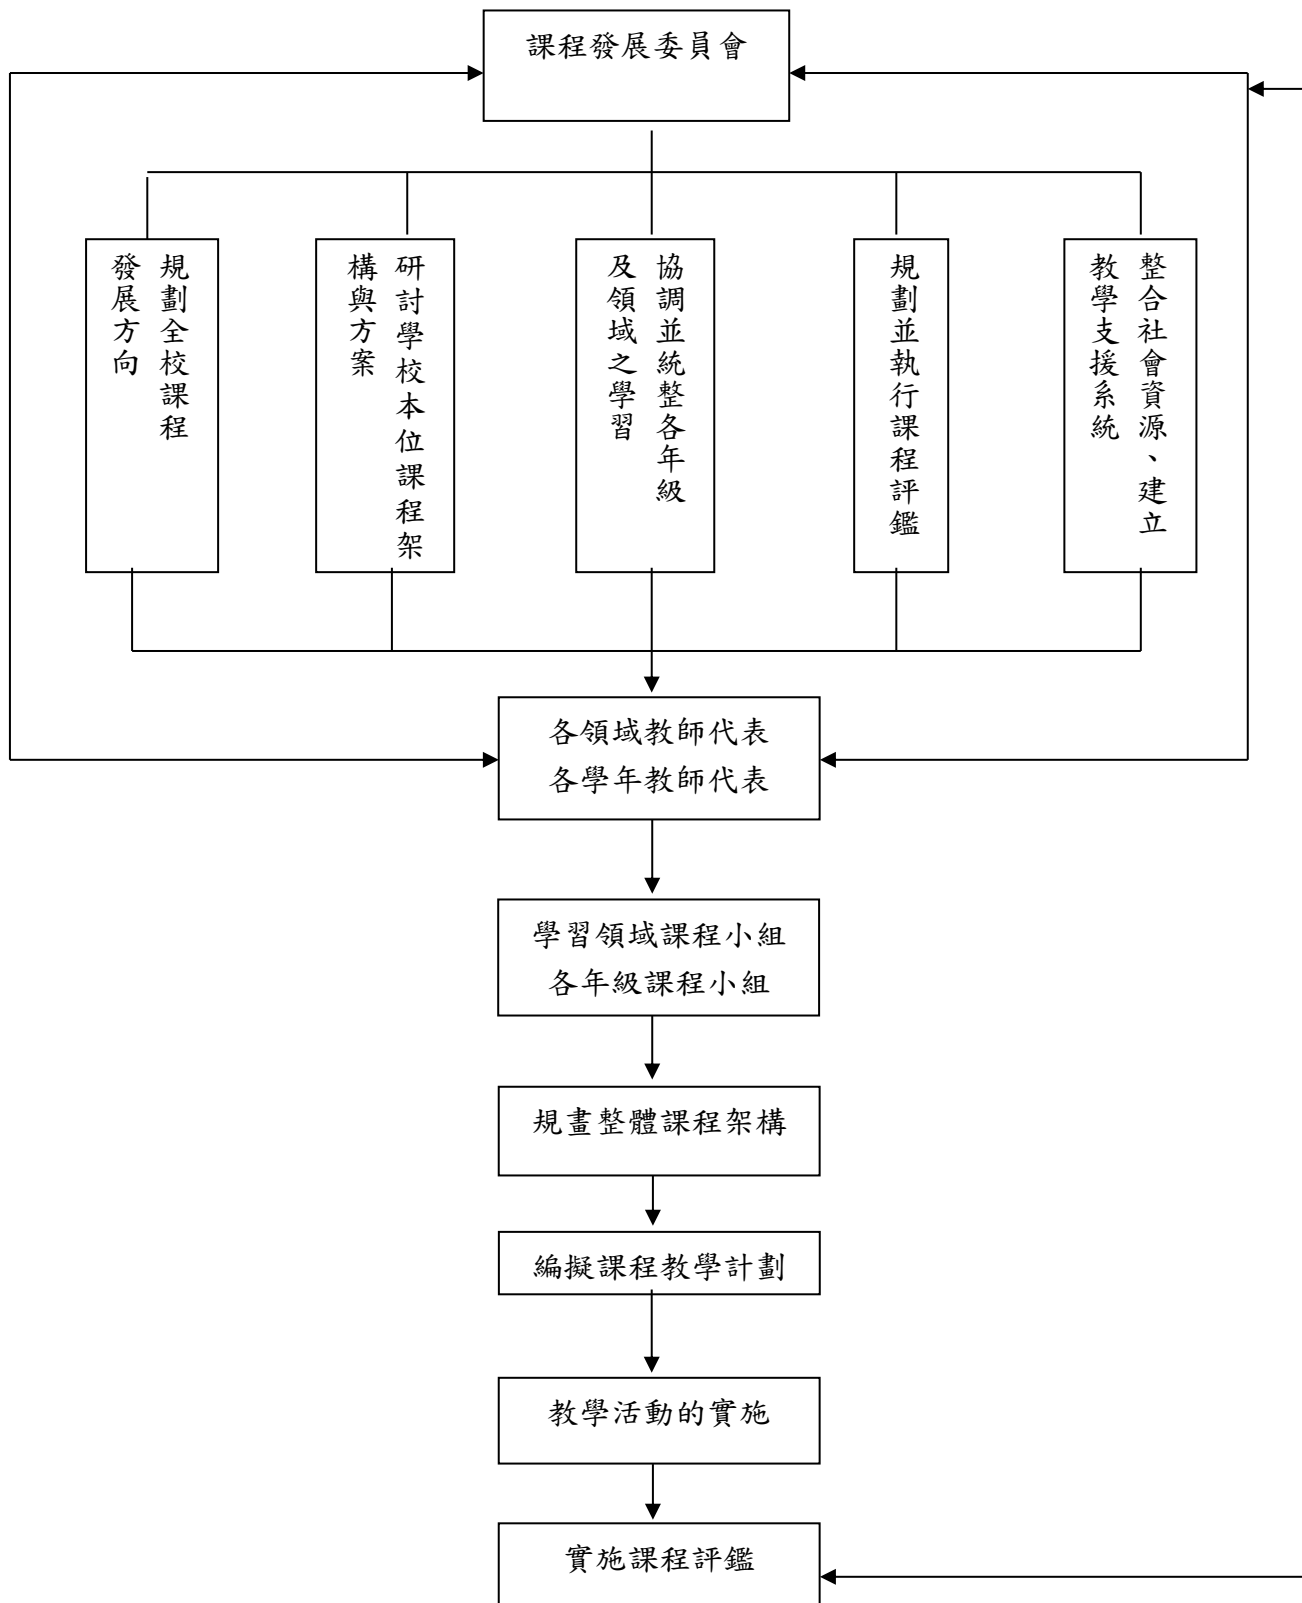 課程發展委員會
規劃全校課程
發展方向
研討學校本位課程架
構與方案
協調並統整各年級
及領域之學習
規劃並執行課程評鑑
整合社會資源、建立
教學支援系統
各領域教師代表
各學年教師代表
學習領域課程小組
各年級課程小組
規畫整體課程架構
編擬課程教學計劃
教學活動的實施
實施課程評鑑